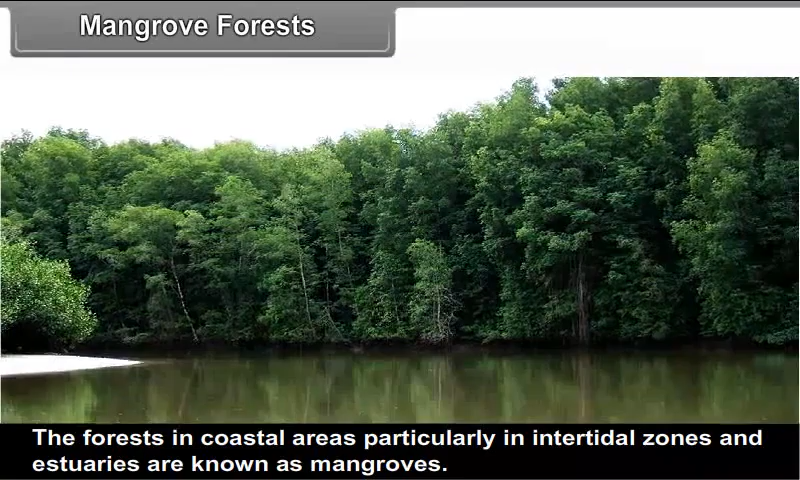 Mangrove Forests
The forests in coastal areas particularly in intertidal zones and
estuaries are known as mangroves.